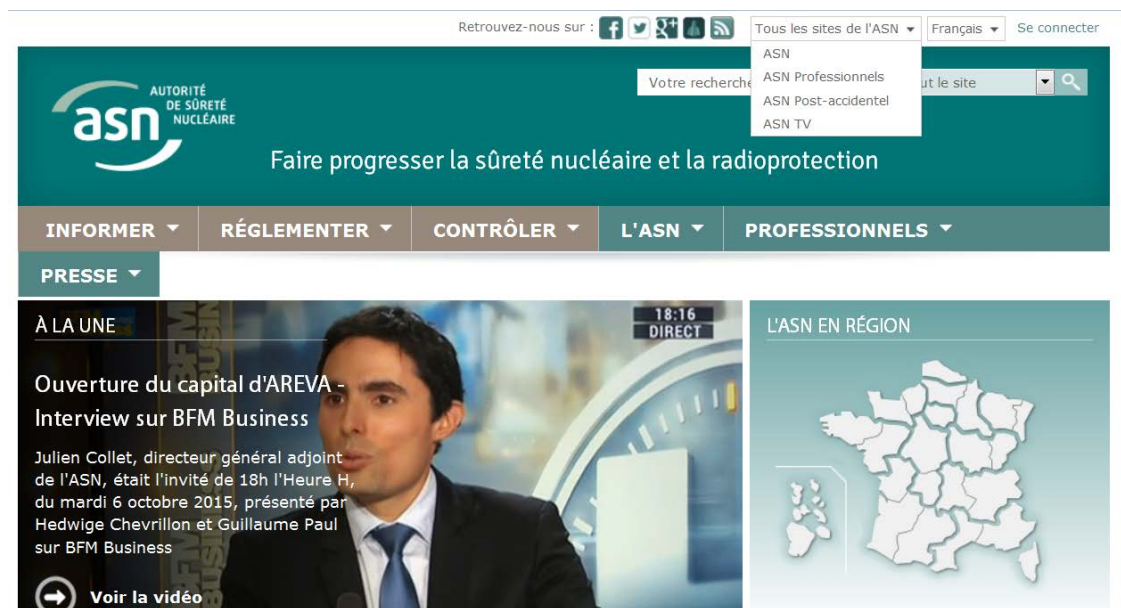 Retrouvez-nous sur :
Tous les sites de l'ASN
Français
Se connecter
ASN
ASN Professionnels
ASN Post-accidentel
ASN TV
Votre recherche
ut le site
asn
AUTORITÉ
DE SÛRETÉ
NUCLÉAIRE
Faire progresser la sûreté nucléaire et la radioprotection
INFORMER
RÉGLEMENTER
CONTRÔLER
L'ASN
PROFESSIONNELS
PRESSE
À LA UNE
18:16
DIRECT
Ouverture du capital d'AREVA -
Interview sur BFM Business
Julien Collet, directeur général adjoint
de l'ASN, était l'invité de 18h l'Heure H,
du mardi 6 octobre 2015, présenté par
Hedwige Chevrillon et Guillaume Paul
sur BFM Business
Voir la vidéo
L'ASN EN RÉGION